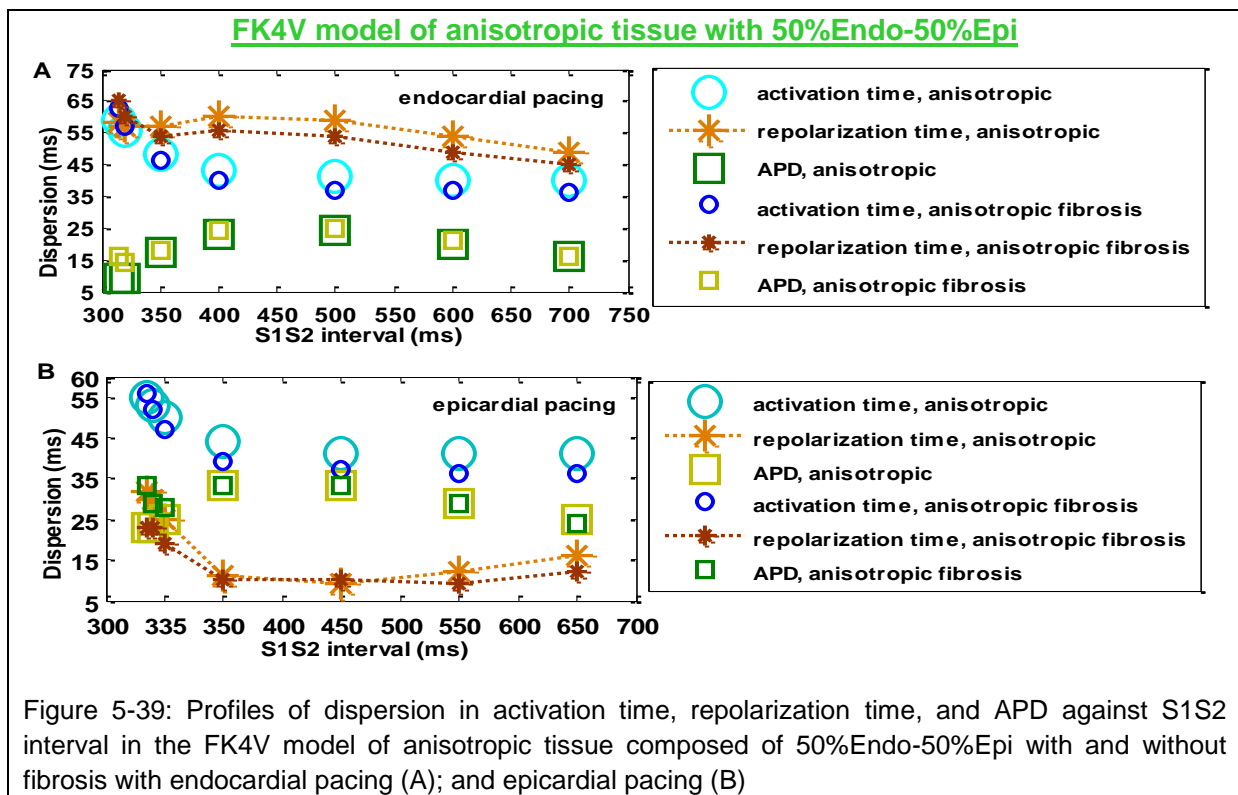 FK4V model of anisotropic tissue with 50%Endo-50%Epi
A
75
65
55
45
35
25
15
5
Dispersion (ms)
endocardial pacing
300 350 400 450 500 550 600 650 700 750
S1S2 interval (ms)
activation time, anisotropic
repolarization time, anisotropic
APD, anisotropic
activation time, anisotropic fibrosis
repolarization time, anisotropic fibrosis
APD, anisotropic fibrosis
B
60
55
45
35
25
15
5
Dispersion (ms)
epicardial pacing
300 335 350 400 450 500 550 600 650 700
S1S2 interval (ms)
activation time, anisotropic
repolarization time, anisotropic
APD, anisotropic
activation time, anisotropic fibrosis
repolarization time, anisotropic fibrosis
APD, anisotropic fibrosis
Figure 5-39: Profiles of dispersion in activation time, repolarization time, and APD against S1S2
interval in the FK4V model of anisotropic tissue composed of 50%Endo-50%Epi with and without
fibrosis with endocardial pacing (A); and epicardial pacing (B)